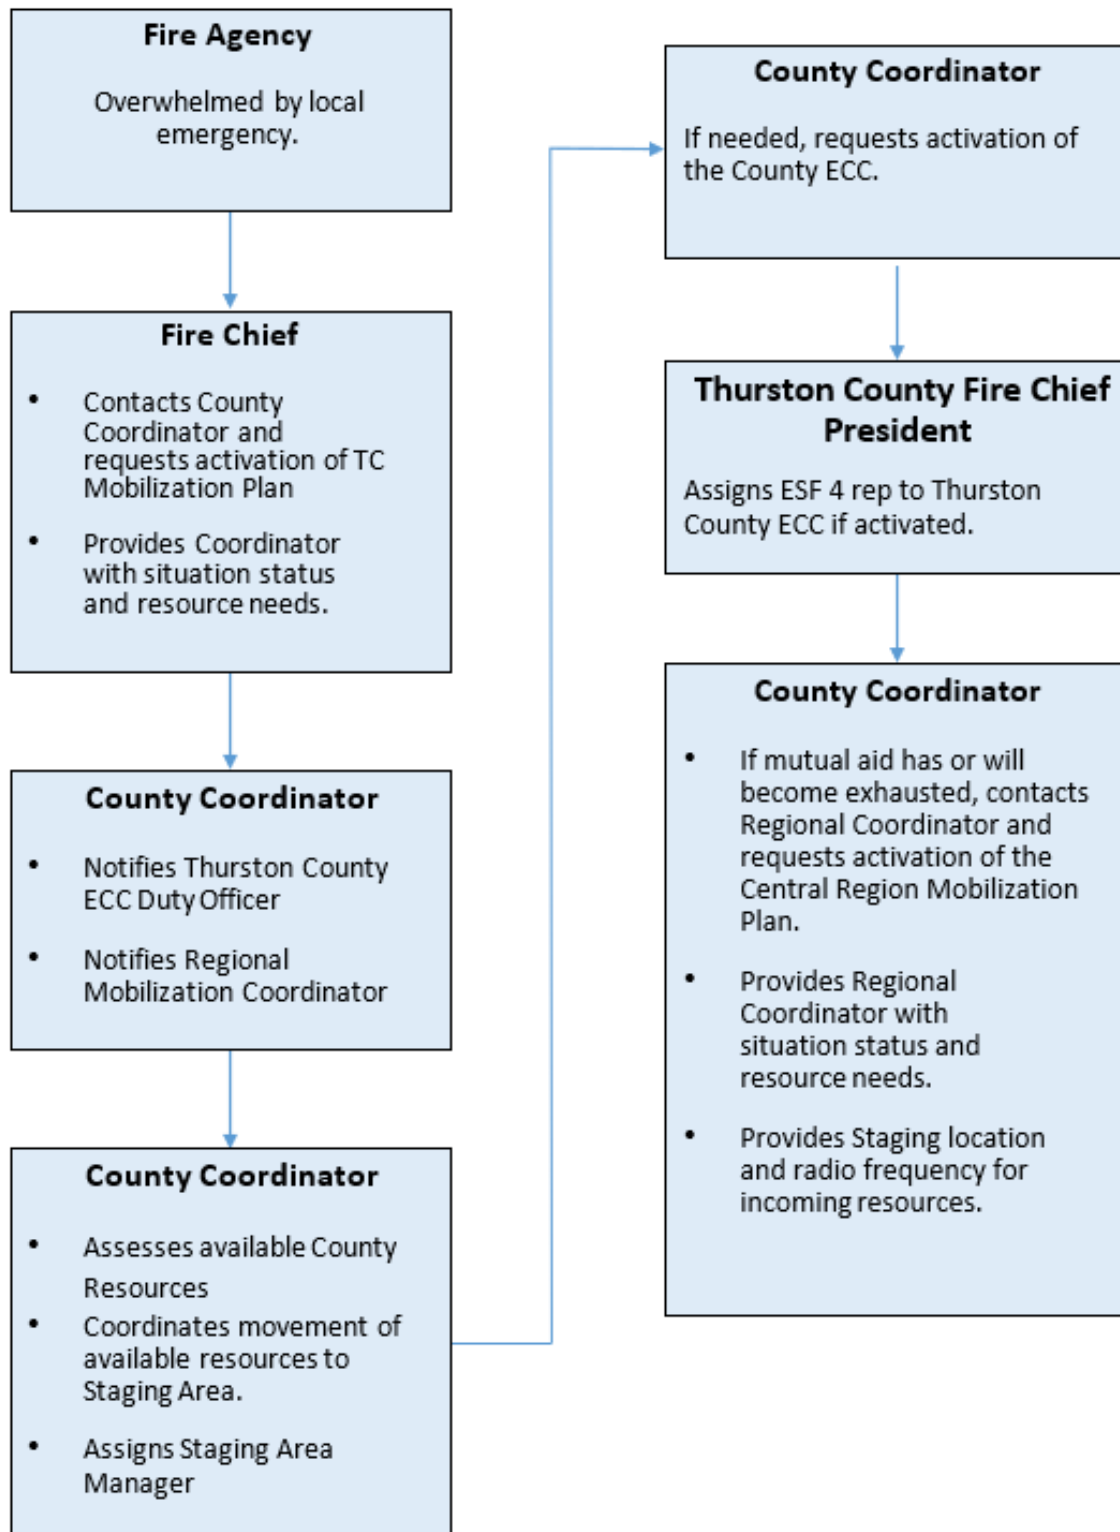 Fire Agency
Overwhelmed by local
emergency.
Fire Chief
• Contacts County
Coordinator and
requests activation of TC
Mobilization Plan
• Provides Coordinator
with situation status
and resource needs.
County Coordinator
• Notifies Thurston County
ECC Duty Officer
• Notifies Regional
Mobilization Coordinator
County Coordinator
• Assesses available County
Resources
• Coordinates movement of
available resources to
Staging Area.
• Assigns Staging Area
Manager
County Coordinator
If needed, requests activation of
the County ECC.
Thurston County Fire Chief
President
Assigns ESF 4 rep to Thurston
County ECC if activated.
County Coordinator
• If mutual aid has or will
become exhausted, contacts
Regional Coordinator and
requests activation of the
Central Region Mobilization
Plan.
• Provides Regional
Coordinator with
situation status and
resource needs.
• Provides Staging location
and radio frequency for
incoming resources.